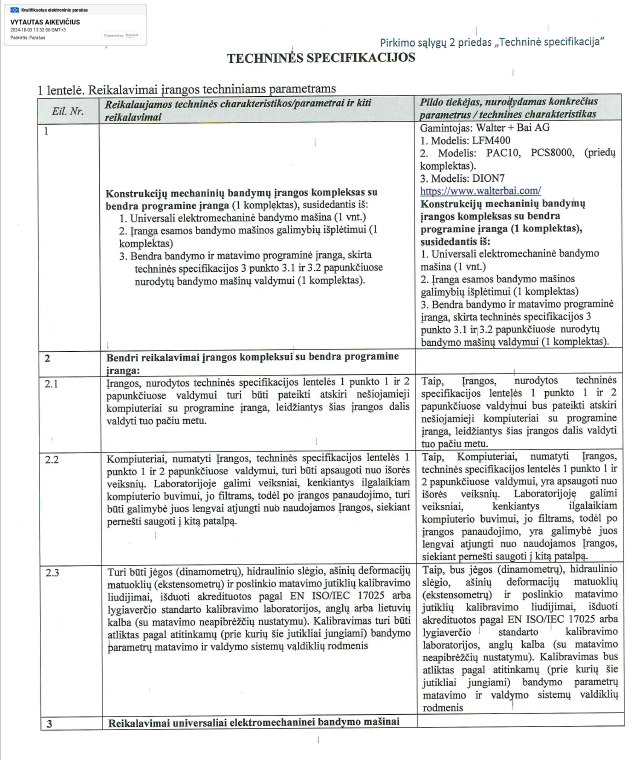 Kvalifikuotas elektroninis parašas
VYTAUTAS AIKEVIČIUS
2024-10-03 13:32:06 GMT+3
Paskirtis: Parašas
Pirkimo sąlygų 2 priedas „Techninė specifikacija"
TECHNINĖS SPECIFIKACIJOS
1 lentelė. Reikalavimai įrangos techniniams parametrams
Eil. Nr.
Reikalaujamos techninės charakteristikos/parametrai ir kiti
reikalavimai
Pildo tiekėjas, nurodydamas konkrečius
parametrus / technines charakteristikas
1
Konstrukcijų mechaninių bandymų įrangos kompleksas su
bendra programine įranga (1 komplektas), susidedantis iš:
1. Universali elektromechaninė bandymo mašina (1 vnt.)
2. Įranga esamos bandymo mašinos galimybių išplėtimui (1
komplektas)
3. Bendra bandymo ir matavimo programinė įranga, skirta
techninės specifikacijos 3 punkto 3.1 ir 3.2 papunkčiuose
nurodytų bandymo mašinų valdymui (1 komplektas).
Gamintojas: Walter + Bai AG
1. Modelis: LFM400
2. Modelis: PAC10, PCS8000, (priedų
komplektas).
3. Modelis: DION7
https://www.walterbai.com/
Konstrukcijų mechaninių bandymų
įrangos kompleksas su bendra
programine įranga (1 komplektas),
susidedantis iš:
1. Universali elektromechaninė bandymo
mašina (1 vnt.)
2. Įranga esamos bandymo mašinos
galimybių išplėtimui (1 komplektas)
3. Bendra bandymo ir matavimo programinė
įranga, skirta techninės specifikacijos 3
punkto 3.1 ir 3.2 papunkčiuose nurodytų
bandymo mašinų valdymui (1 komplektas).
2
Bendri reikalavimai įrangos kompleksui su bendra programine
įranga:
2.1
Įrangos, nurodytos techninės specifikacijos lentelės 1 punkto 1 ir 2
papunkčiuose valdymui turi būti pateikti atskiri nešiojamieji
kompiuteriai su programine įranga, leidžiantys šias įrangos dalis
valdyti tuo pačiu metu.
Taip, Įrangos, nurodytos techninės
specifikacijos lentelės 1 punkto 1 ir 2
papunkčiuose valdymui bus pateikti atskiri
nešiojamieji kompiuteriai su programine
įranga, leidžiantys šias įrangos dalis valdyti
tuo pačiu metu.
2.2
Kompiuteriai, numatyti Įrangos, techninės specifikacijos lentelės 1
punkto 1 ir 2 papunkčiuose valdymui, turi būti apsaugoti nuo išorės
veiksnių. Laboratorijoje galimi veiksniai, kenkiantys ilgalaikiam
kompiuterio buvimui, jo filtrams, todėl po įrangos panaudojimo, turi
būti galimybė juos lengvai atjungti nuo naudojamos Įrangos, siekiant
pernešti saugoti į kitą patalpą.
Taip, Kompiuteriai, numatyti Įrangos,
techninės specifikacijos lentelės 1 punkto 1 ir
2 papunkčiuose valdymui, yra apsaugoti nuo
išorės veiksnių. Laboratorijoje galimi
veiksniai, kenkiantys ilgalaikiam
kompiuterio buvimui, jo filtrams, todėl po
įrangos panaudojimo, yra galimybė juos
lengvai atjungti nuo naudojamos Įrangos,
siekiant pernešti saugoti į kitą patalpą.
2.3
Turi būti jėgos (dinamometrų), hidraulinio slėgio, ašinių deformacijų
matuoklių (ekstensometrų) ir poslinkio matavimo jutiklių kalibravimo
liudijimai, išduoti akredituotos pagal EN ISO/IEC 17025 arba
lygiaverčio standarto kalibravimo laboratorijos, anglų arba lietuvių
kalba (su matavimo neapibrėžčių nustatymu). Kalibravimas turi būti
atliktas pagal atitinkamą (prie kurių šie jutikliai jungiami) bandymo
parametrų matavimo ir valdymo sistemų valdiklių rodmenis
Taip, bus jėgos (dinamometrų), hidraulinio
slėgio, ašinių deformacijų matuoklių
(ekstensometrų) ir poslinkio matavimo
jutiklių kalibravimo liudijimai, išduoti
akredituotos pagal EN ISO/IEC 17025 arba
lygiaverčio standarto kalibravimo
laboratorijos, anglų kalba (su matavimo
neapibrėžčių nustatymu). Kalibravimas bus
atliktas pagal atitinkamą (prie kurių šie
jutikliai jungiami) bandymo parametrų
matavimo ir valdymo sistemų valdiklių
rodmenis
3
Reikalavimai universaliai elektromechaninei bandymo mašinai